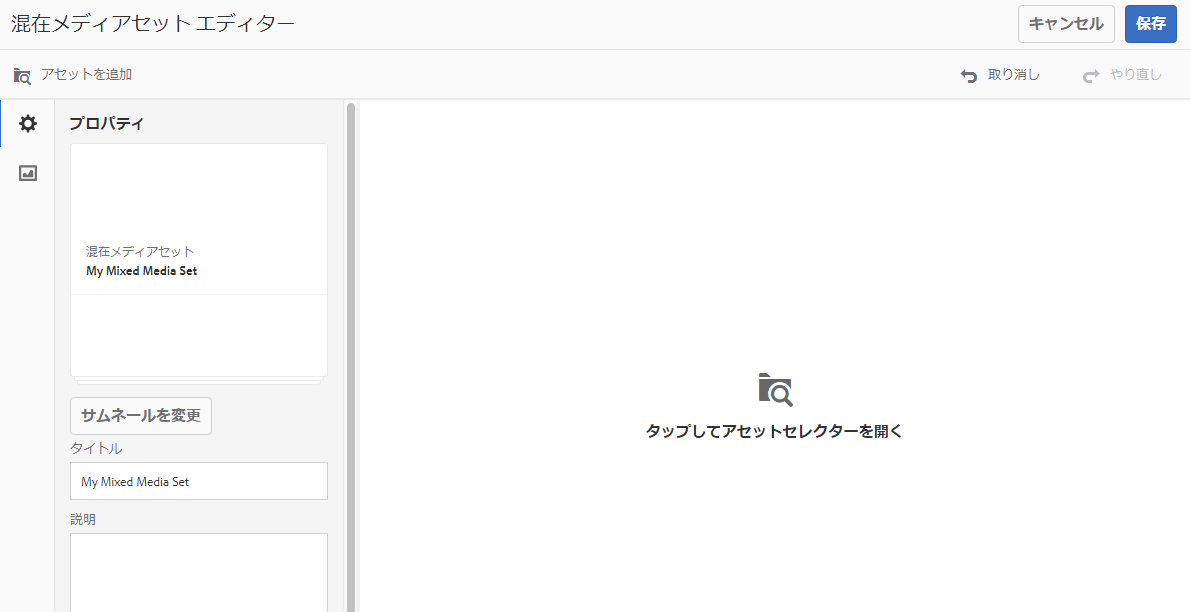 混在メディアセット エディター
キャンセル
保存
アセットを追加
取り消し
やり直し
プロパティ
混在メディアセット
My Mixed Media Set
サムネールを変更
タイトル
My Mixed Media Set
説明
タップしてアセットセレクターを開く